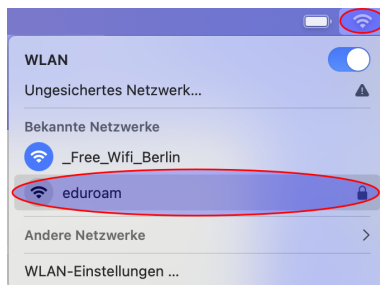 WLAN
Ungesichertes Netzwerk...
Bekannte Netzwerke
_Free_Wifi_Berlin
eduroam
Andere Netzwerke
WLAN-Einstellungen ...